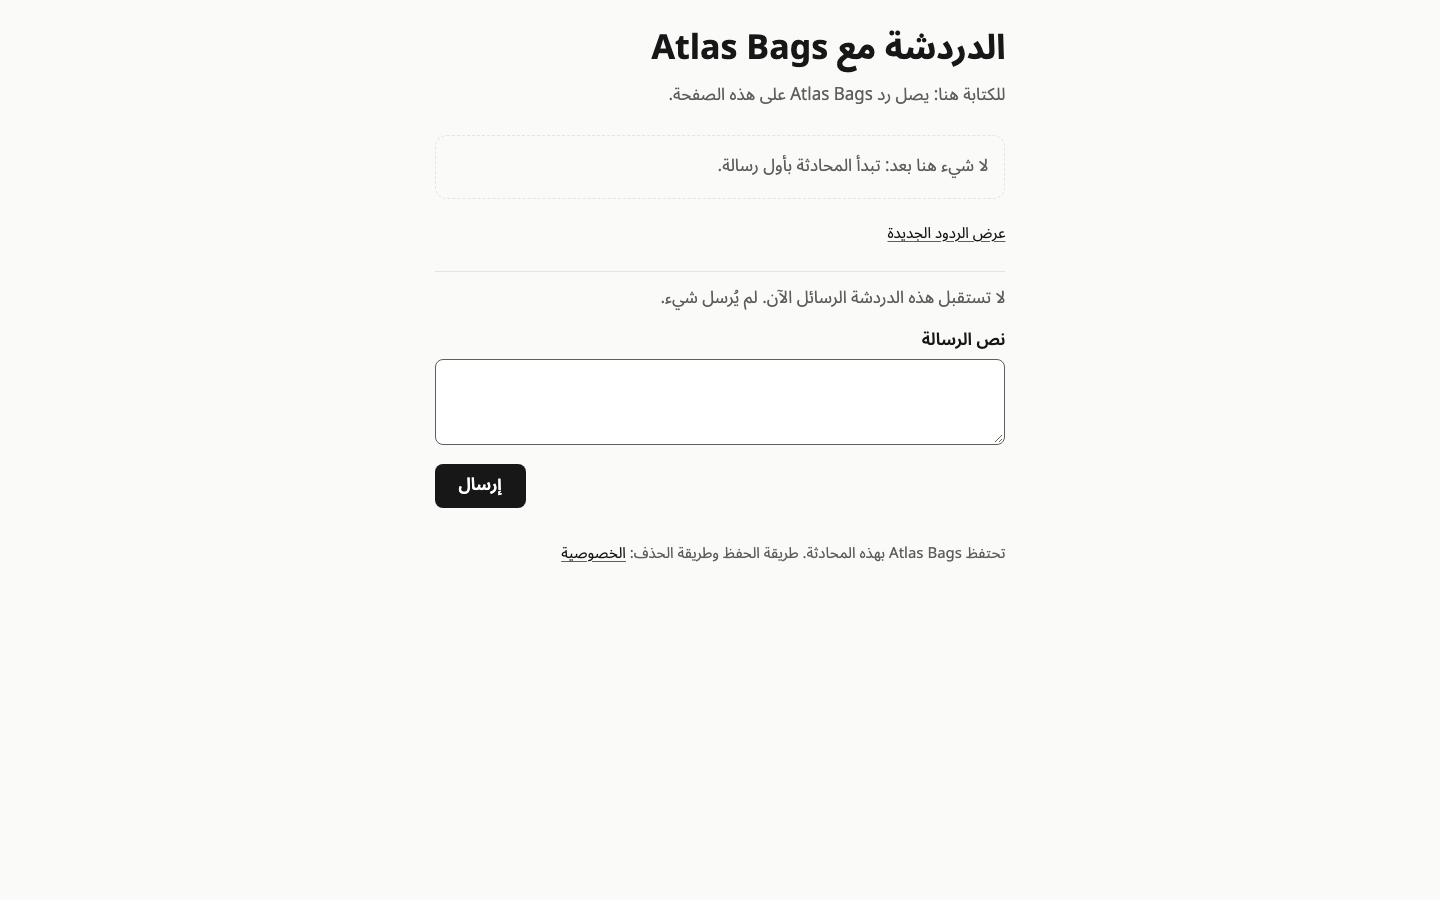 الدردشة مع Atlas Bags
للكتابة هنا: يصل رد Atlas Bags على هذه الصفحة.
لا شيء هنا بعد: تبدأ المحادثة بأول رسالة.
عرض الردود الجديدة
لا تستقبل هذه الدردشة الرسائل الآن. لم يُرسل شيء.
نص الرسالة
إرسال
تحتفظ Atlas Bags بهذه المحادثة. طريقة الحفظ وطريقة الحذف: الخصوصية